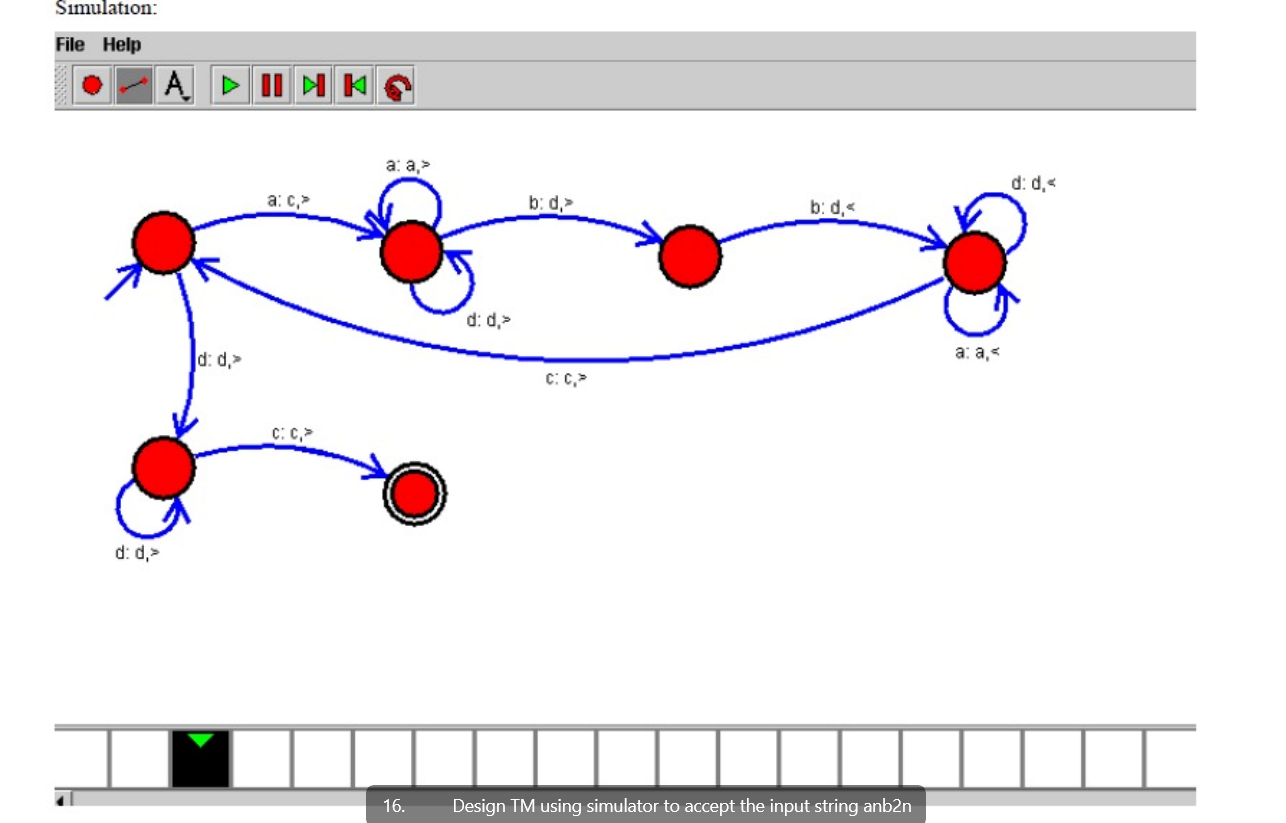 Simulation:
File Help
A
a: a,>
d: d,<
a: c,>
b: d,>
b: d,<
d: d,>
a: a,<
d: d,>
c: c,>
c: c,>
d: d,>
16. Design TM using simulator to accept the input string anb2n